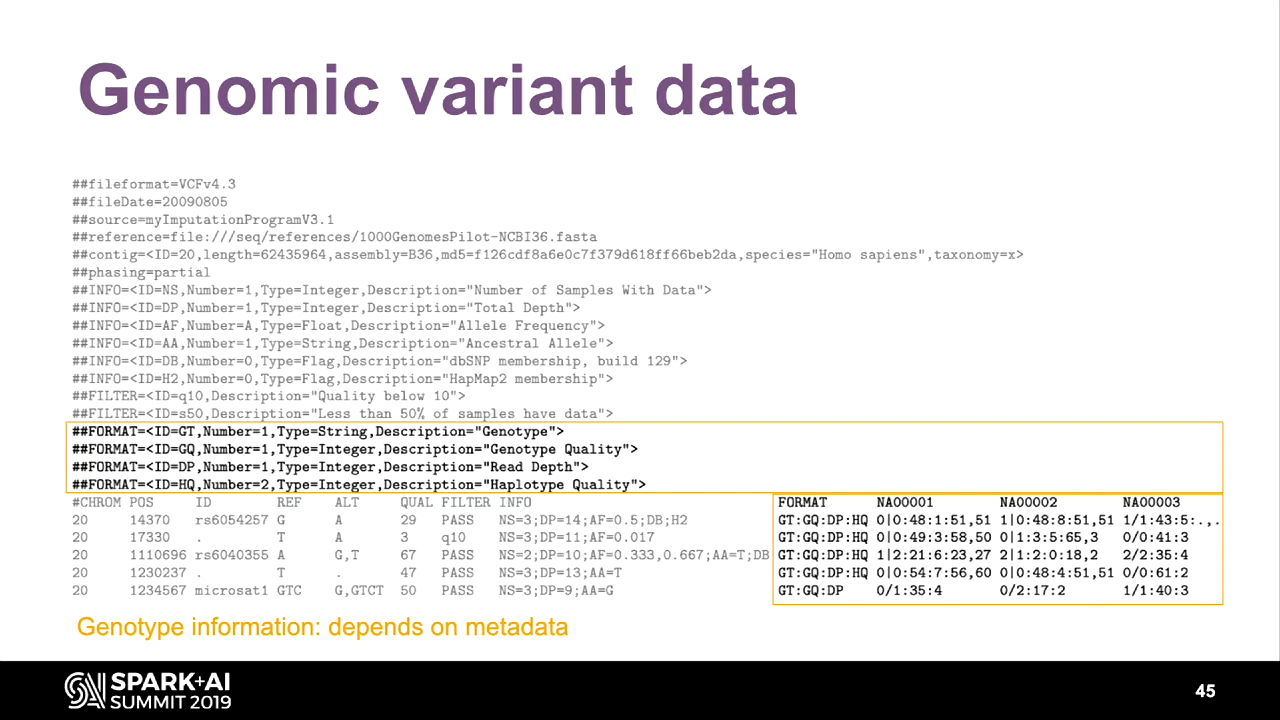 Genomic variant data
##fileformat=VCFv4.3
##fileDate=20090805
##source=myImputationProgramV3.1
##reference=file:///seq/references/1000GenomesPilot-NCBI36.fasta
##contig=<ID=20,length=62435964,assembly=B36,md5=f126cdf8a6e0c7f379d618ff66beb2da,species="Homo sapiens",taxonomy=x>
##phasing=partial
##INFO=<ID=NS,Number=1,Type=Integer,Description="Number of Samples With Data">
##INFO=<ID=DP,Number=1,Type=Integer,Description="Total Depth">
##INFO=<ID=AF,Number=A,Type=Float,Description="Allele Frequency">
##INFO=<ID=AA,Number=1,Type=String,Description="Ancestral Allele">
##INFO=<ID=DB,Number=0,Type=Flag,Description="dbSNP membership, build 129">
##INFO=<ID=H2,Number=0,Type=Flag,Description="HapMap2 membership">
##FILTER=<ID=q10,Description="Quality below 10">
##FILTER=<ID=s50,Description="Less than 50% of samples have data">
##FORMAT=<ID=GT,Number=1,Type=String,Description="Genotype">
##FORMAT=<ID=GQ,Number=1,Type=Integer,Description="Genotype Quality">
##FORMAT=<ID=DP,Number=1,Type=Integer,Description="Read Depth">
##FORMAT=<ID=HQ,Number=2,Type=Integer,Description="Haplotype Quality">
#CHROM POS ID REF ALT QUAL FILTER INFO FORMAT NA00001 NA00002 NA00003
20 14370 rs6054257 G A 29 PASS NS=3;DP=14;AF=0.5;DB;H2 GT:GQ:DP:HQ 0|0:48:1:51,51 1|0:48:8:51,51 1/1:43:5:.,.
20 17330 . T A 3 q10 NS=3;DP=11;AF=0.017 GT:GQ:DP:HQ 0|0:49:3:58,50 0|1:3:5:65,3 0/0:41:3
20 1110696 rs6040355 A G,T 67 PASS NS=2;DP=10;AF=0.333,0.667;AA=T;DB GT:GQ:DP:HQ 1|2:21:6:23,27 2|1:2:0:18,2 2/2:35:4
20 1230237 . T . 47 PASS NS=3;DP=13;AA=T GT:GQ:DP:HQ 0|0:54:7:56,60 0|0:48:4:51,51 0/0:61:2
20 1234567 microsat1 GTC G,GTCT 50 PASS NS=3;DP=9;AA=G GT:GQ:DP 0/1:35:4 0/2:17:2 1/1:40:3
Genotype information: depends on metadata
SPARK+AI
SUMMIT 2019
45